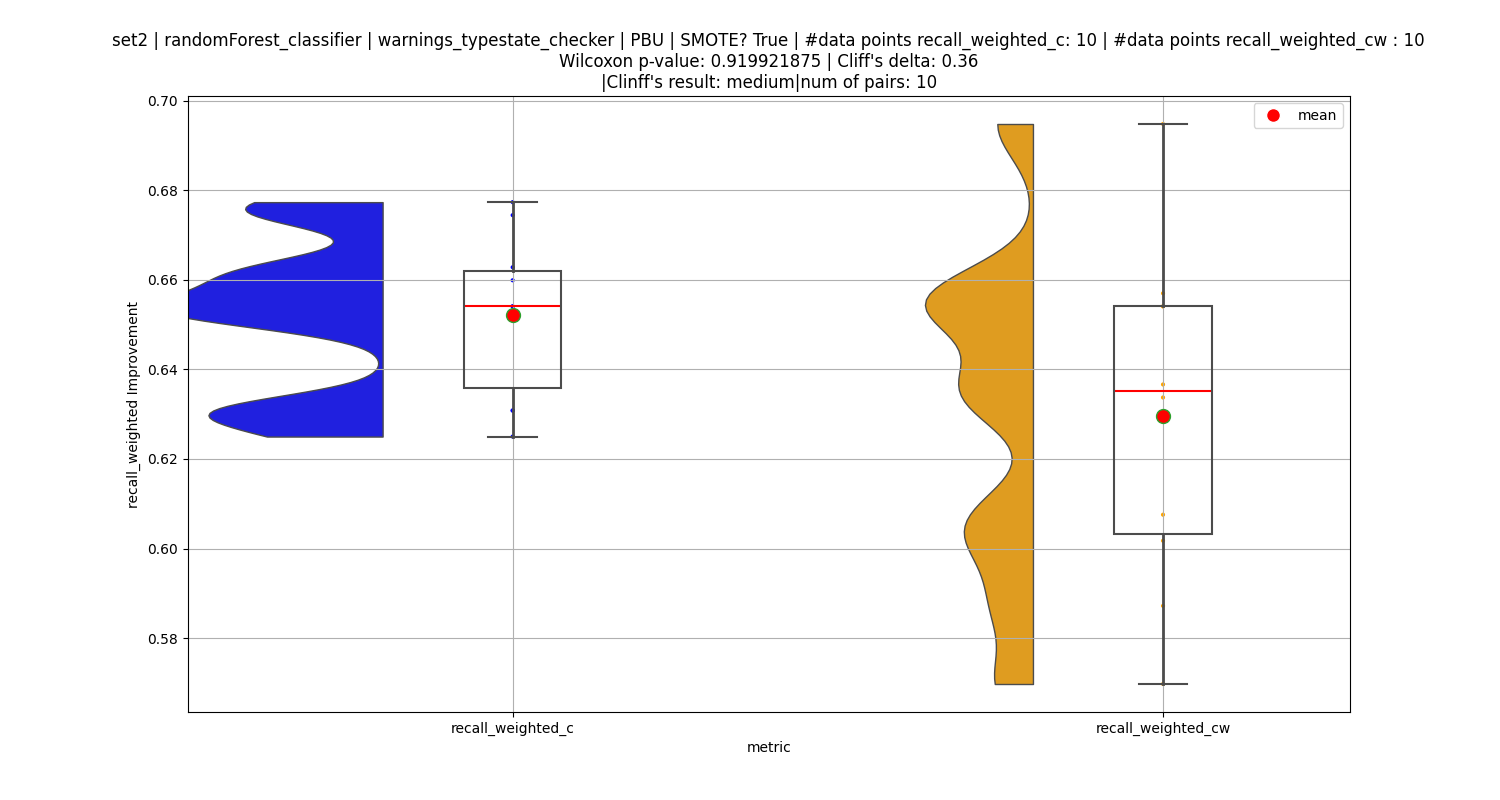 set2 | randomForest_classifier | warnings_typestate_checker | PBU | SMOTE? True | #data points recall_weighted_c: 10 | #data points recall_weighted_cw : 10
Wilcoxon p-value: 0.919921875 | Cliff's delta: 0.36
|Clinff's result: medium|num of pairs: 10
mean
0.70
0.68
0.66
0.64
0.62
0.60
0.58
recall_weighted Improvement
recall_weighted_c
recall_weighted_cw
metric